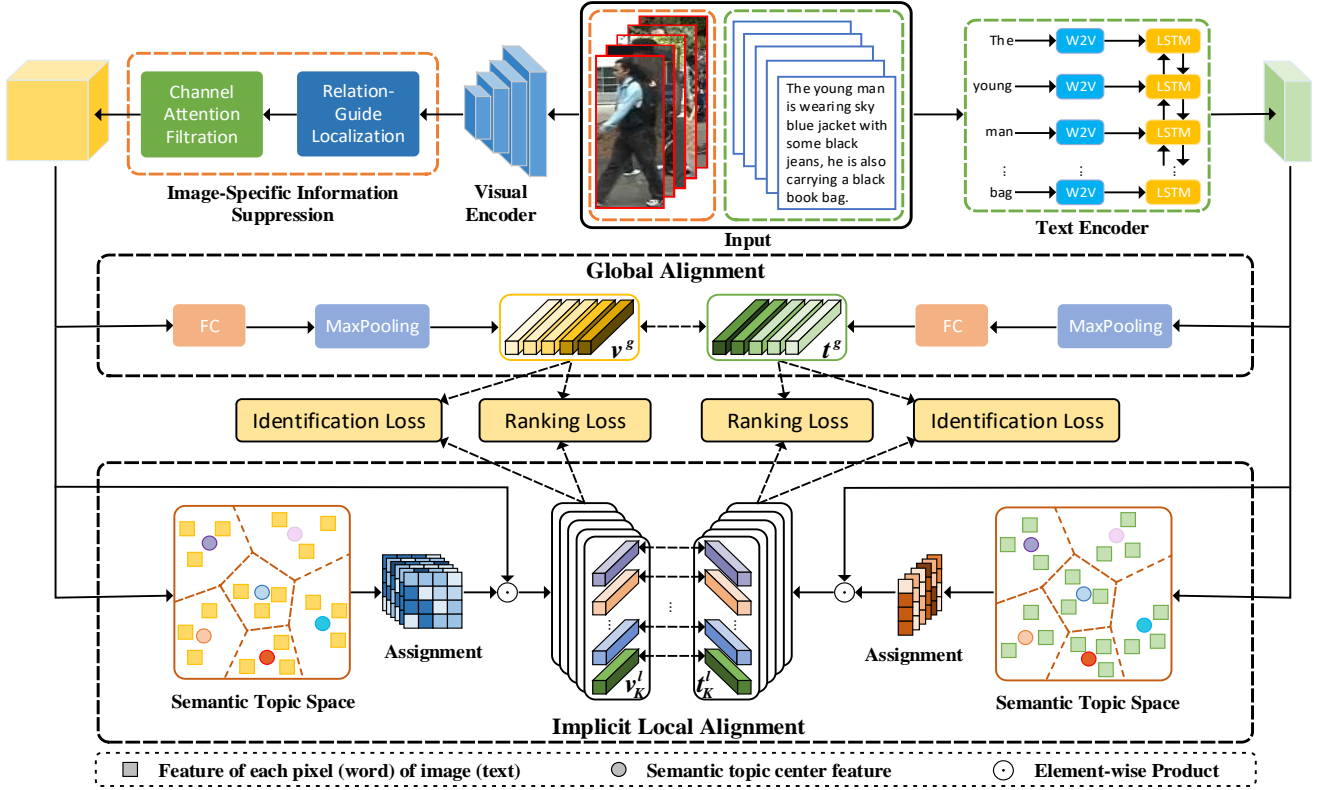 Channel
Attention
Filtration
Relation-
Guide
Localization
Image-Specific Information
Suppression
Visual
Encoder
The young man
is wearing sky
blue jacket with
some black
jeans, he is also
carrying a black
book bag.
Input
The W2V LSTM
young W2V LSTM
man W2V LSTM
... ... ...
bag W2V LSTM
Text Encoder
Global Alignment
FC
MaxPooling
v^g
t^g
FC
MaxPooling
Identification Loss
Ranking Loss
Ranking Loss
Identification Loss
Semantic Topic Space
Assignment
v_K^l
...
t_K^l
Assignment
Semantic Topic Space
Implicit Local Alignment
Feature of each pixel (word) of image (text)
Semantic topic center feature
Element-wise Product